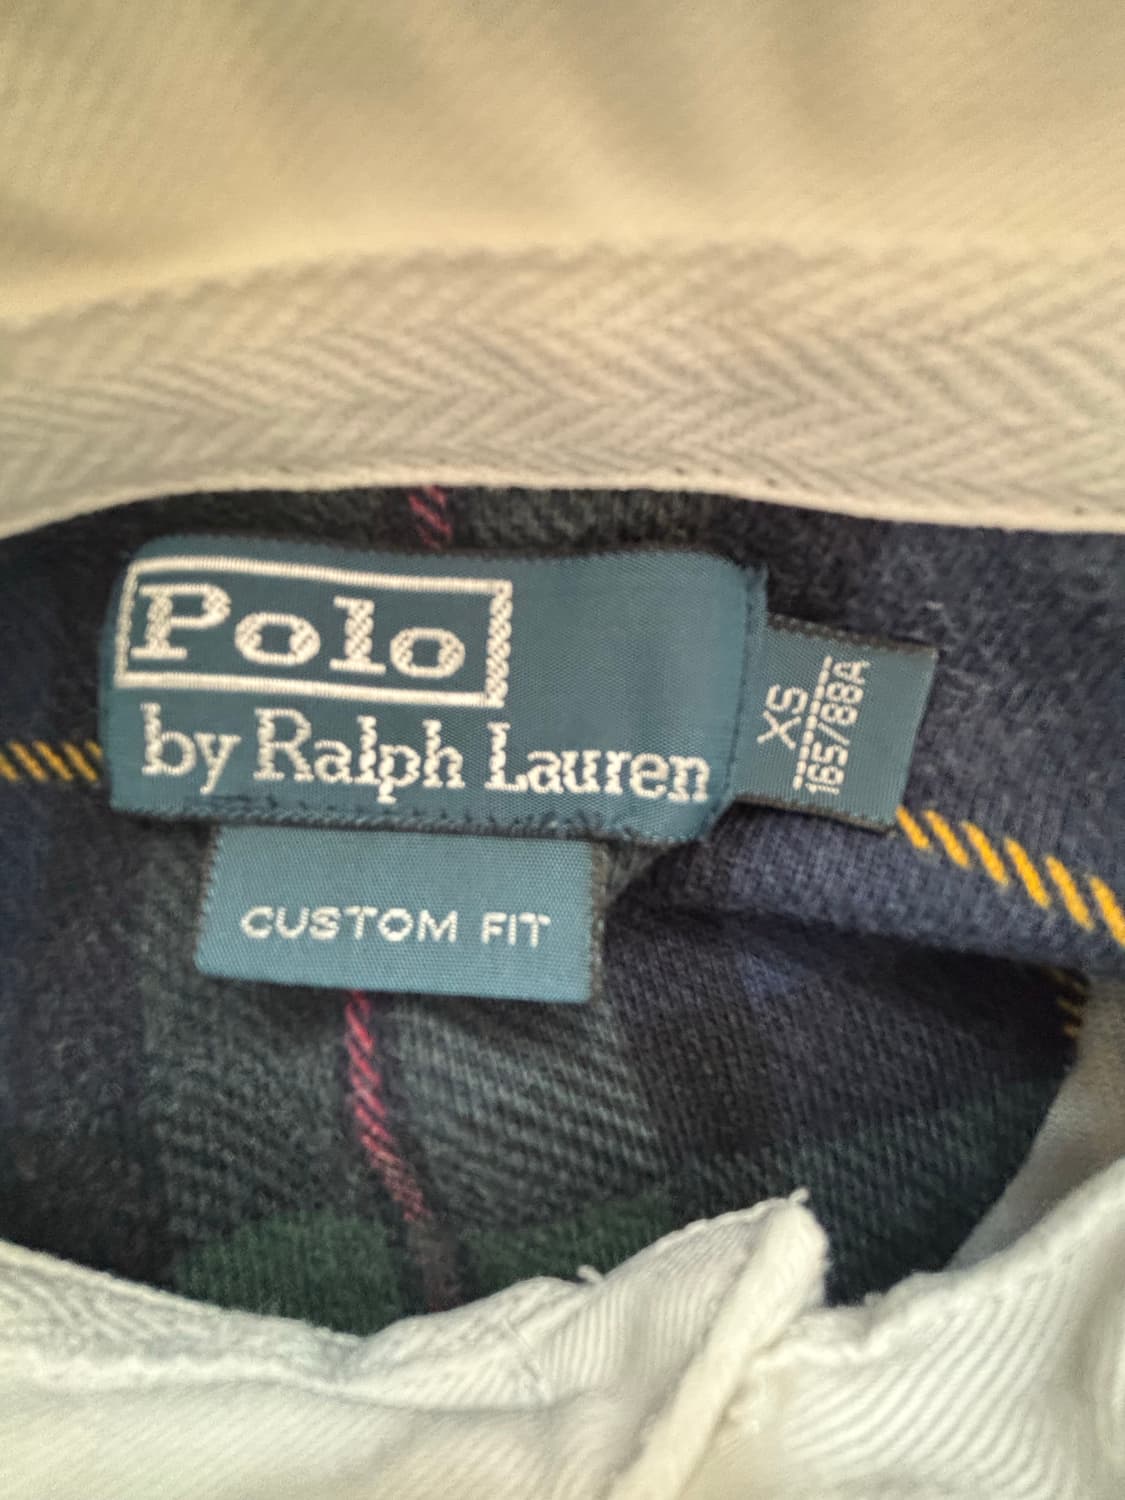 Polo
by Ralph Lauren
XS
165/88A
CUSTOM FIT